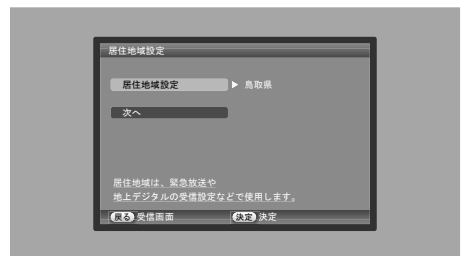 居住地域設定
居住地域設定 ▶ 鳥取県
次へ
居住地域は、緊急放送や
地上デジタルの受信設定などで使用します。
戻る 受信画面 決定 決定